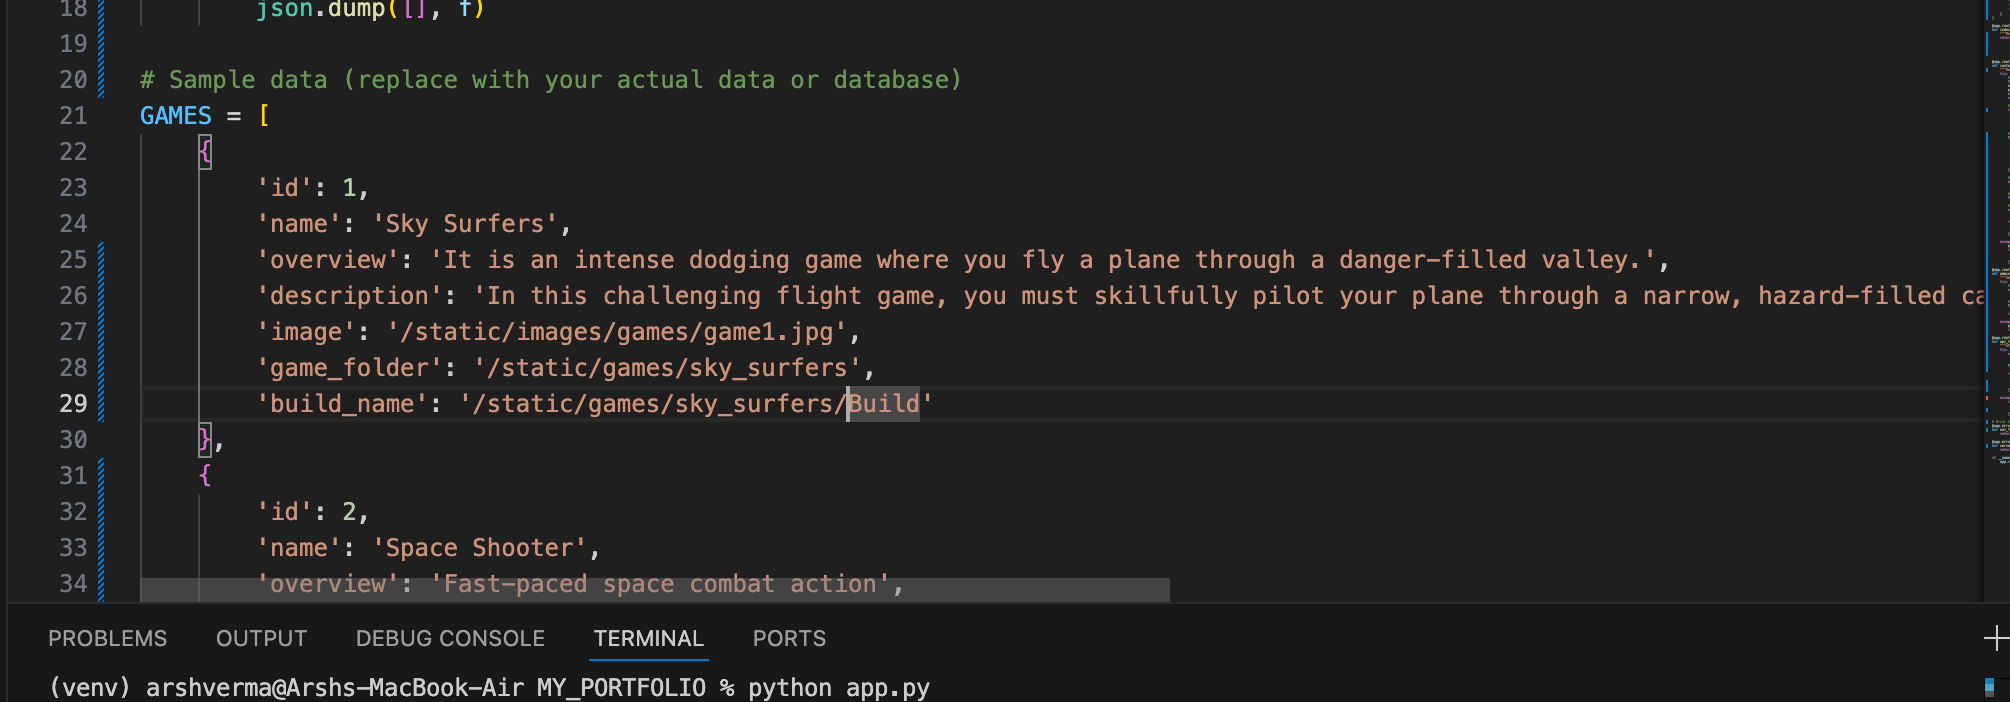 18 json.dump([], f)
19
20 # Sample data (replace with your actual data or database)
21 GAMES = [
22 {
23 'id': 1,
24 'name': 'Sky Surfers',
25 'overview': 'It is an intense dodging game where you fly a plane through a danger-filled valley.',
26 'description': 'In this challenging flight game, you must skillfully pilot your plane through a narrow, hazard-filled ca
27 'image': '/static/images/games/game1.jpg',
28 'game_folder': '/static/games/sky_surfers',
29 'build_name': '/static/games/sky_surfers/Build'
30 },
31 {
32 'id': 2,
33 'name': 'Space Shooter',
34 'overview': 'Fast-paced space combat action',
PROBLEMS OUTPUT DEBUG CONSOLE TERMINAL PORTS
(venv) arshverma@Arshs-MacBook-Air MY_PORTFOLIO % python app.py